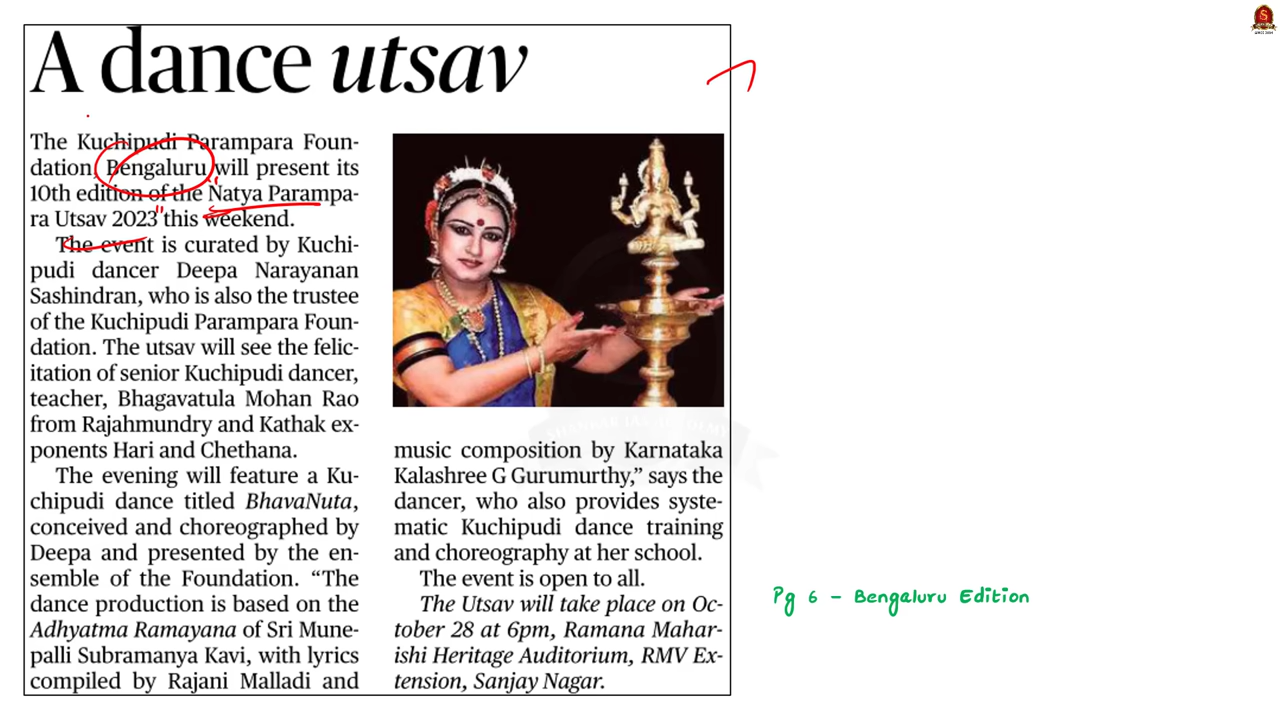 A dance utsav
The Kuchipudi Parampara Foun-
dation, Bengaluru will present its
10th edition of the "Natya Parampa-
ra Utsav 2023" this weekend.
The event is curated by Kuchi-
pudi dancer Deepa Narayanan
Sashindran, who is also the trustee
of the Kuchipudi Parampara Foun-
dation. The utsav will see the felic-
itation of senior Kuchipudi dancer,
teacher, Bhagavatula Mohan Rao
from Rajahmundry and Kathak ex-
ponents Hari and Chethana.
The evening will feature a Ku-
chipudi dance titled BhavaNuta,
conceived and choreographed by
Deepa and presented by the en-
semble of the Foundation. “The
dance production is based on the
Adhyatma Ramayana of Sri Mune-
palli Subramanya Kavi, with lyrics
compiled by Rajani Malladi and
music composition by Karnataka
Kalashree G Gurumurthy,” says the
dancer, who also provides syste-
matic Kuchipudi dance training
and choreography at her school.
The event is open to all.
The Utsav will take place on Oc-
tober 28 at 6pm, Ramana Mahar-
ishi Heritage Auditorium, RMV Ex-
tension, Sanjay Nagar.
Pg 6 - Bengaluru Edition